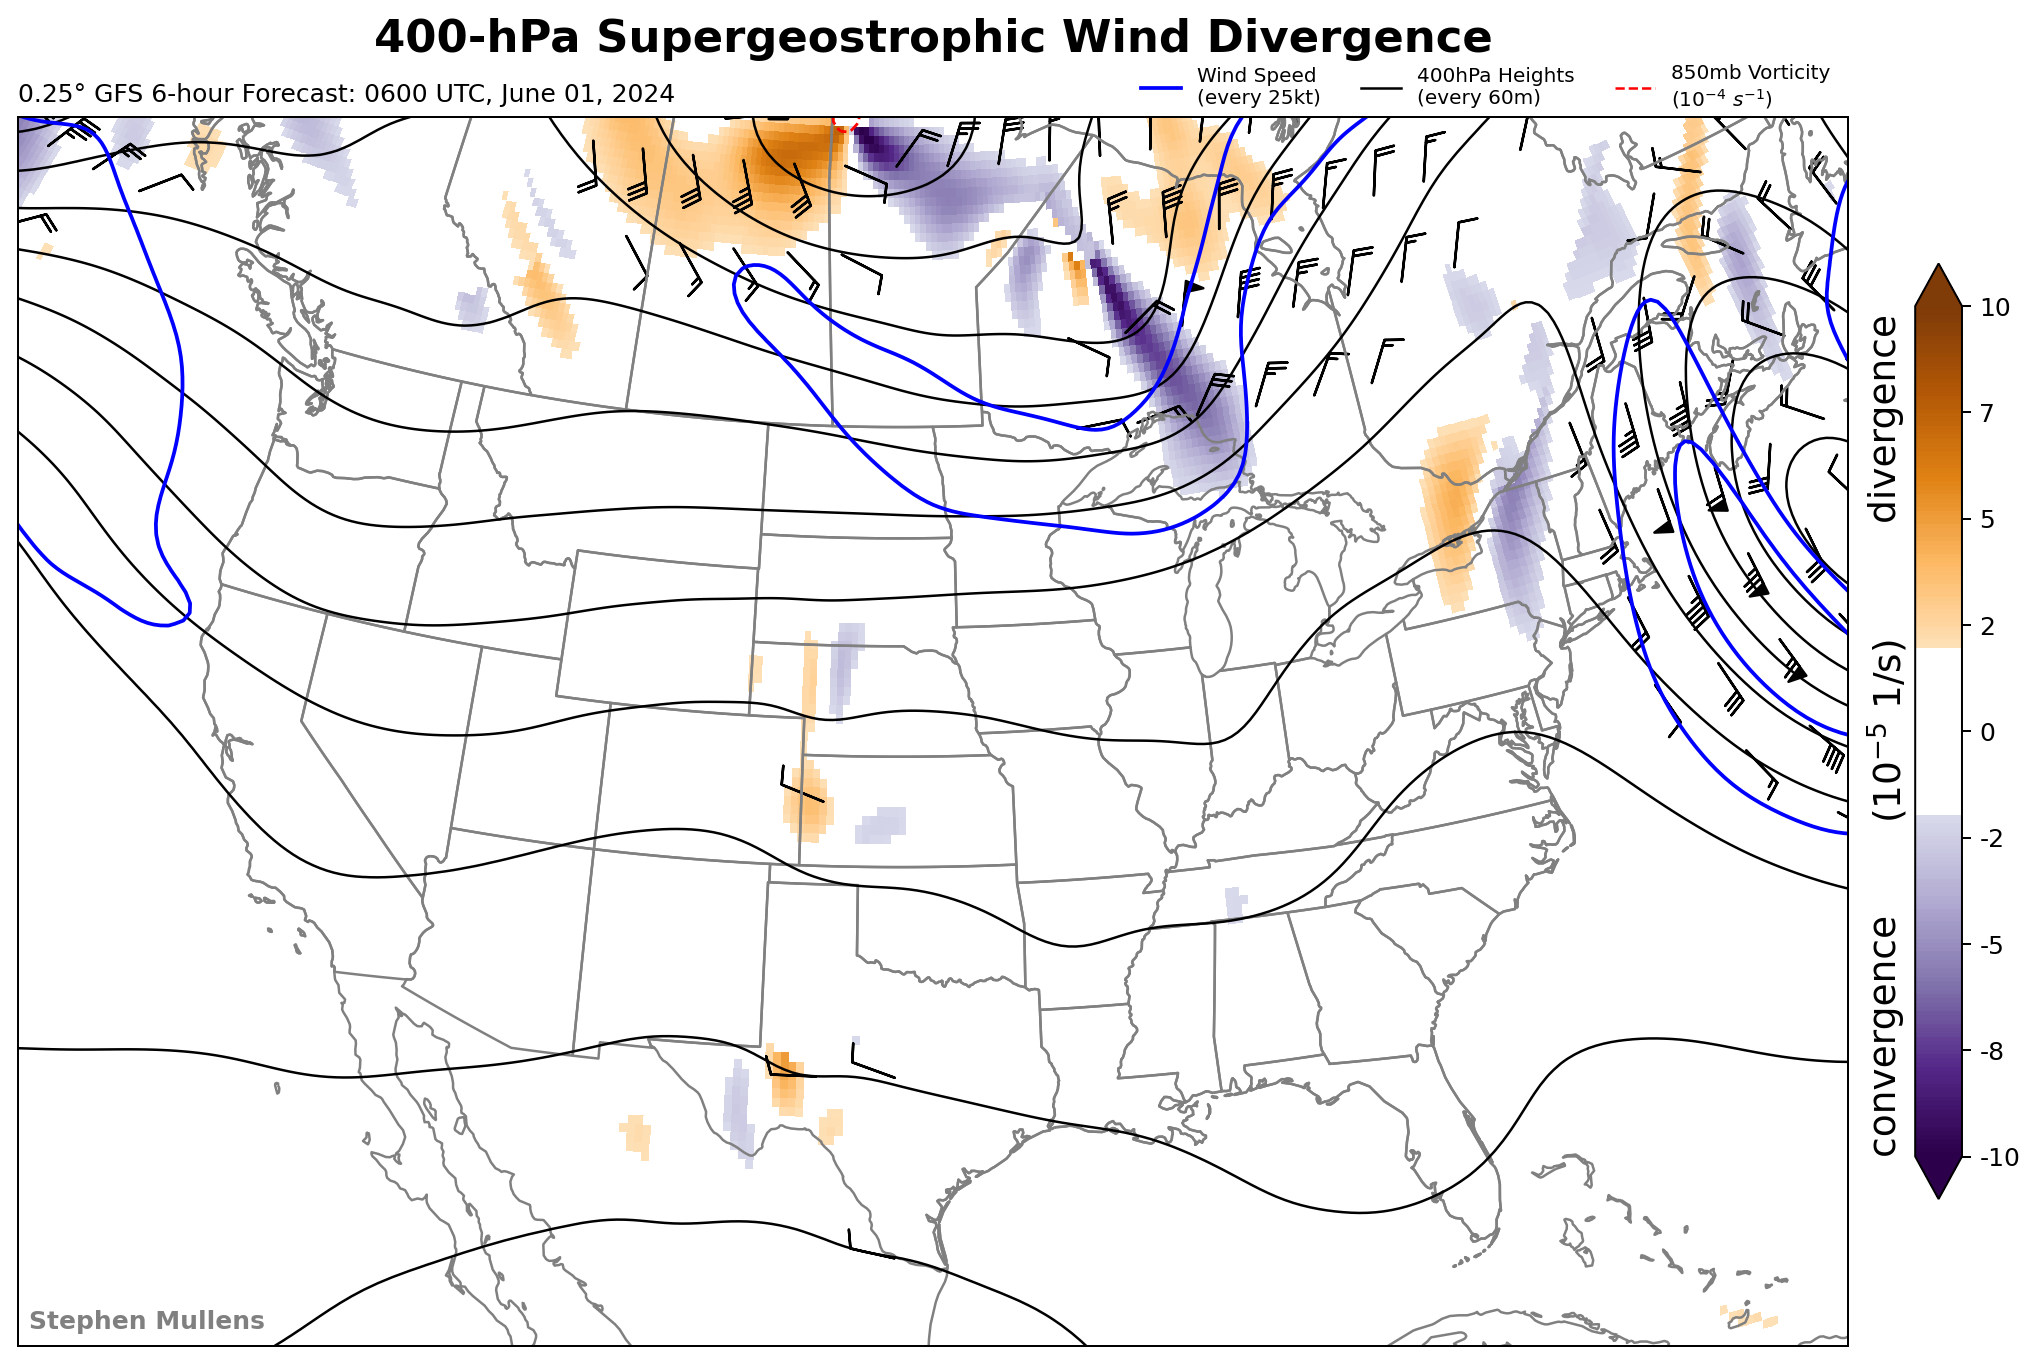 400-hPa Supergeostrophic Wind Divergence
0.25° GFS 6-hour Forecast: 0600 UTC, June 01, 2024
Wind Speed
(every 25kt)
400hPa Heights
(every 60m)
850mb Vorticity
(10⁻⁴ s⁻¹)
10
7
5
2
0
-2
-5
-8
-10
convergence (10⁻⁵ 1/s) divergence
Stephen Mullens